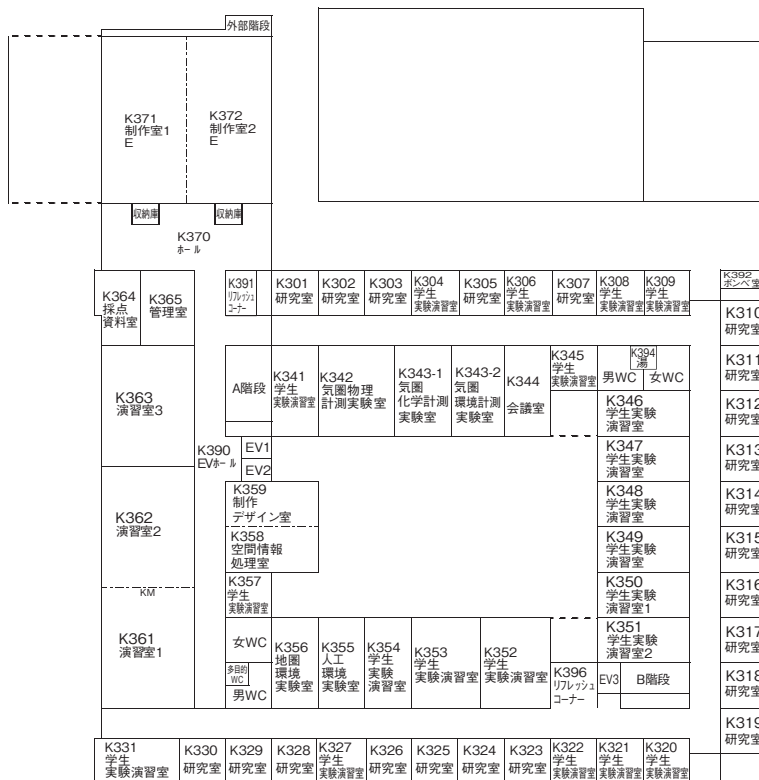 外部階段
K371
制作室1
E
K372
制作室2
E
収納庫
収納庫
K370
ホール
K364
採点
資料室
K365
管理室
K391
リフレッシュ
コーナー
K301
研究室
K302
研究室
K303
研究室
K304
学生
実験演習室
K305
研究室
K306
学生
実験演習室
K307
研究室
K308
学生
実験演習室
K309
学生
実験演習室
K392
ボンベ室
K310
研究室
K311
研究室
K312
研究室
K313
研究室
K314
研究室
K315
研究室
K316
研究室
K317
研究室
K318
研究室
K319
研究室
K363
演習室3
A階段
K341
学生
実験演習室
K342
気圏物理
計測実験室
K343-1
気圏
化学計測
実験室
K343-2
気圏
環境計測
実験室
K344
会議室
K345
学生
実験演習室
K394
湯
男WC
女WC
K346
学生実験
演習室
K347
学生実験
演習室
K348
学生実験
演習室
K349
学生実験
演習室
K350
学生実験
演習室1
K351
学生実験
演習室2
K390
EVホール
EV1
EV2
K359
制作
デザイン室
K358
空間情報
処理室
K357
学生
実験演習室
K362
演習室2
KM
K361
演習室1
女WC
多目的
WC
男WC
K356
地圏
環境
実験室
K355
人工
環境
実験室
K354
学生
実験
演習室
K353
学生
実験演習室
K352
学生
実験演習室
K396
リフレッシュ
コーナー
EV3
B階段
K331
学生
実験演習室
K330
研究室
K329
研究室
K328
研究室
K327
学生
実験演習室
K326
研究室
K325
研究室
K324
研究室
K323
研究室
K322
学生
実験演習室
K321
学生
実験演習室
K320
学生
実験演習室